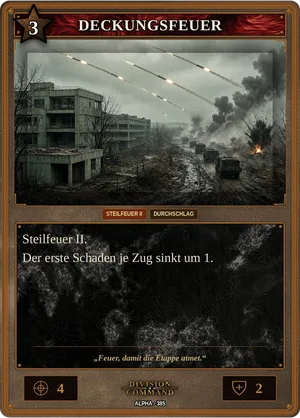 3
DECKUNGSFEUER
STEILFEUER II
DURCHSCHLAG
Steilfeuer II.
Der erste Schaden je Zug sinkt um 1.
„Feuer, damit die Etappe atmet.“
4
DIVISION
COMMAND
ALPHA · 385
2